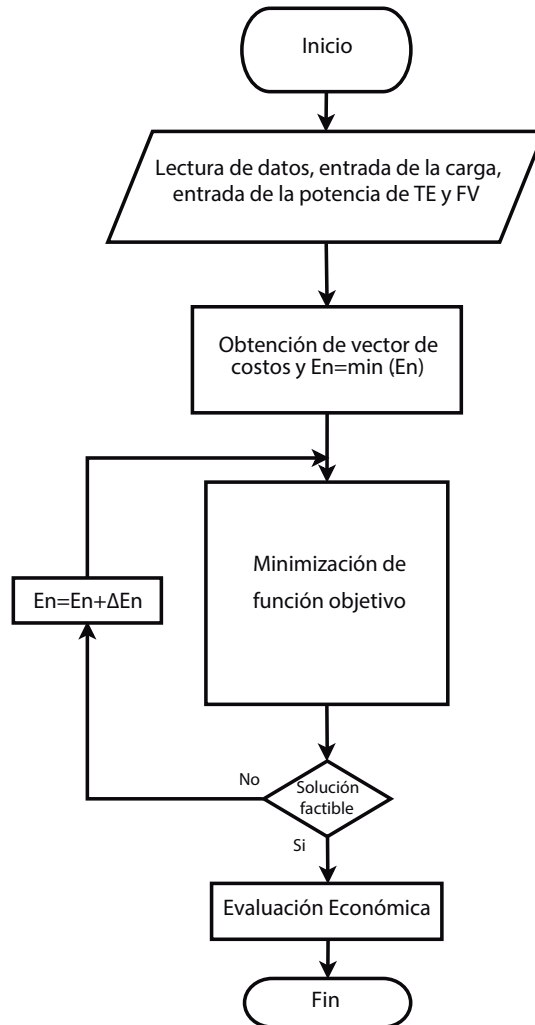 Inicio
Lectura de datos, entrada de la carga,
entrada de la potencia de TE y FV
Obtención de vector de
costos y En=min (En)
Minimización de
función objetivo
En=En+ΔEn
No
Solución
factible
Si
Evaluación Económica
Fin